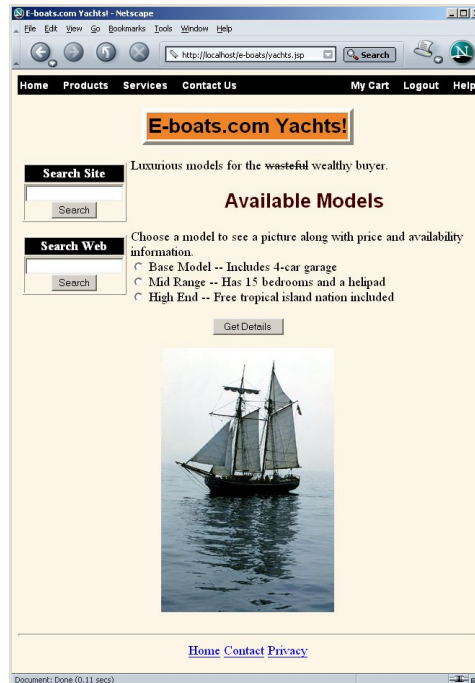 E-boats.com Yachts! - Netscape
File Edit View Go Bookmarks Tools Window Help
http://localhost/e-boats/yachts.jsp Search
Home Products Services Contact Us My Cart Logout Help
E-boats.com Yachts!
Search Site
Search
Luxurious models for the wasteful wealthy buyer.
Available Models
Search Web
Search
Choose a model to see a picture along with price and availability
information.
Base Model -- Includes 4-car garage
Mid Range -- Has 15 bedrooms and a helipad
High End -- Free tropical island nation included
Get Details
Home Contact Privacy
Document: Done (0.11 secs)